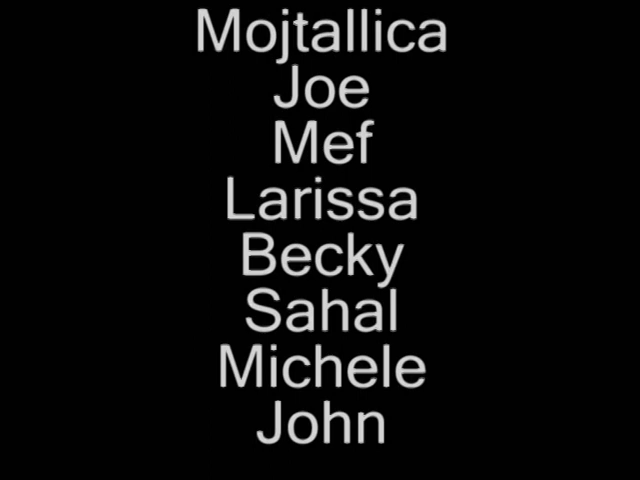 Mojtallica
Joe
Mef
Larissa
Becky
Sahal
Michele
John